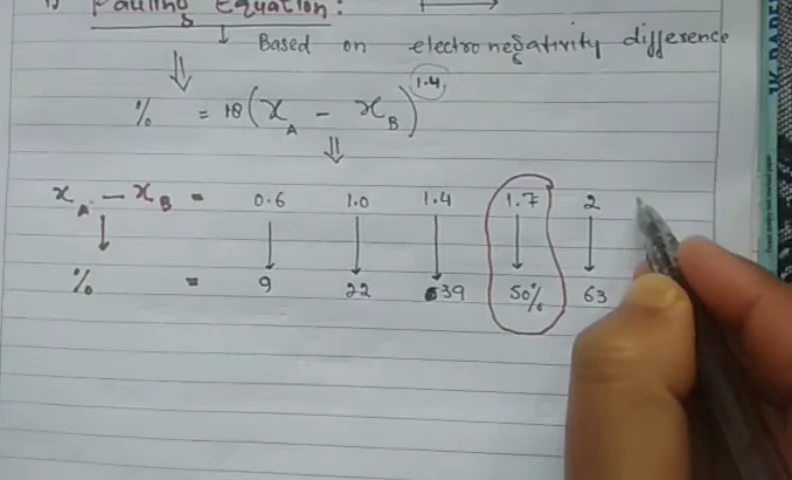 1) Pauling Equation :
↓ Based on electronegativity difference
⇓
% = 18(x_A - x_B)^1.4
⇓
x_A - x_B = 0.6 1.0 1.4 1.7 2
% = 9 22 39 50% 63